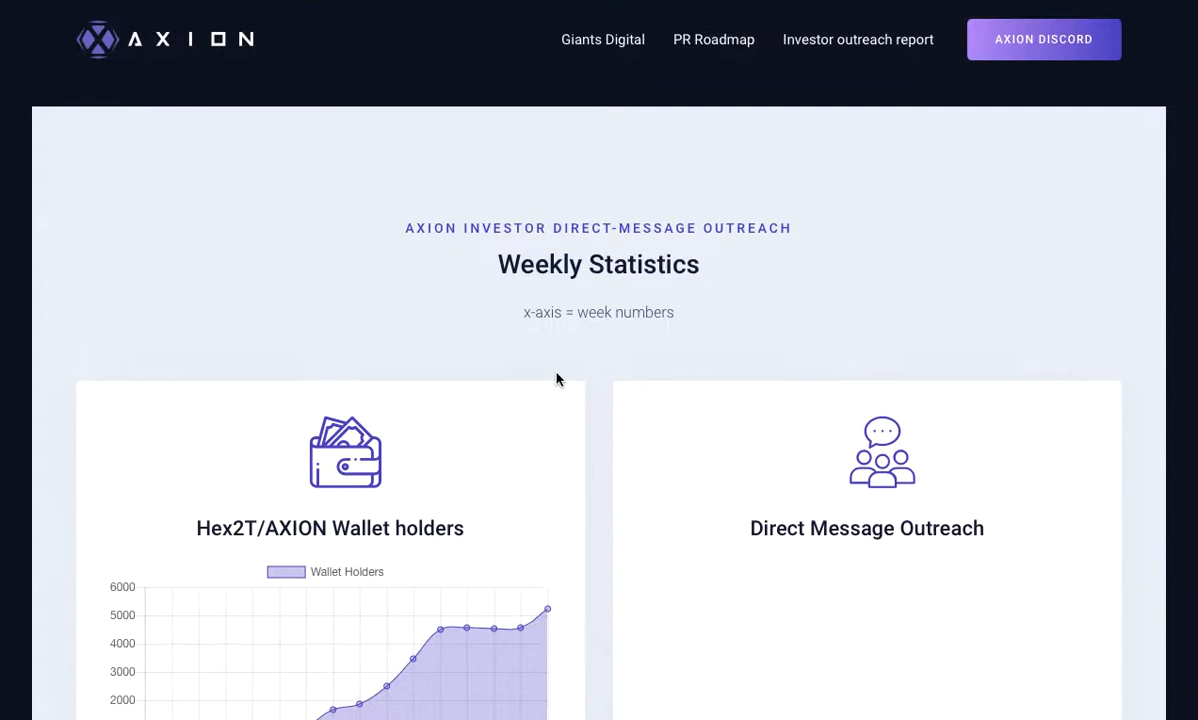 AXION
Giants Digital
PR Roadmap
Investor outreach report
AXION DISCORD
AXION INVESTOR DIRECT-MESSAGE OUTREACH
Weekly Statistics
x-axis = week numbers
Hex2T/AXION Wallet holders
Direct Message Outreach
Wallet Holders
6000
5000
4000
3000
2000